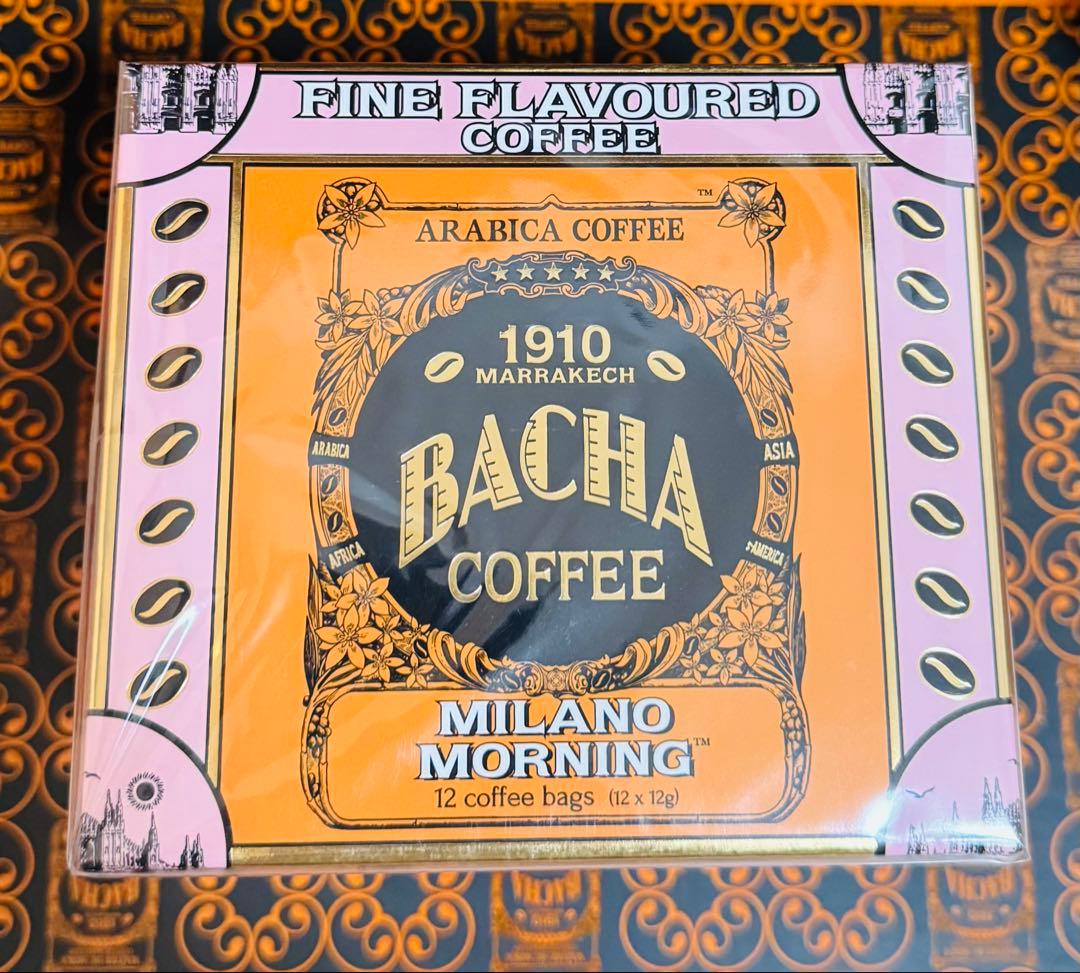 FINE FLAVOURED
COFFEE
™
ARABICA COFFEE
1910
MARRAKECH
ARABICA
ASIA
BACHA
AFRICA
S-AMERICA
COFFEE
MILANO
MORNING™
12 coffee bags (12 x 12g)